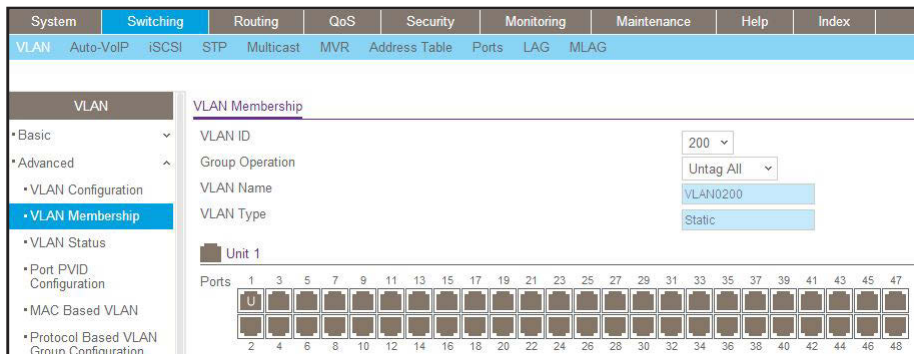 System Switching Routing QoS Security Monitoring Maintenance Help Index
VLAN Auto-VoIP iSCSI STP Multicast MVR Address Table Ports LAG MLAG
VLAN
Basic
Advanced
VLAN Configuration
VLAN Membership
VLAN Status
Port PVID
Configuration
MAC Based VLAN
Protocol Based VLAN
Group Configuration
VLAN Membership
VLAN ID 200
Group Operation Untag All
VLAN Name VLAN0200
VLAN Type Static
Unit 1
Ports 1 3 5 7 9 11 13 15 17 19 21 23 25 27 29 31 33 35 37 39 41 43 45 47
U
2 4 6 8 10 12 14 16 18 20 22 24 26 28 30 32 34 36 38 40 42 44 46 48